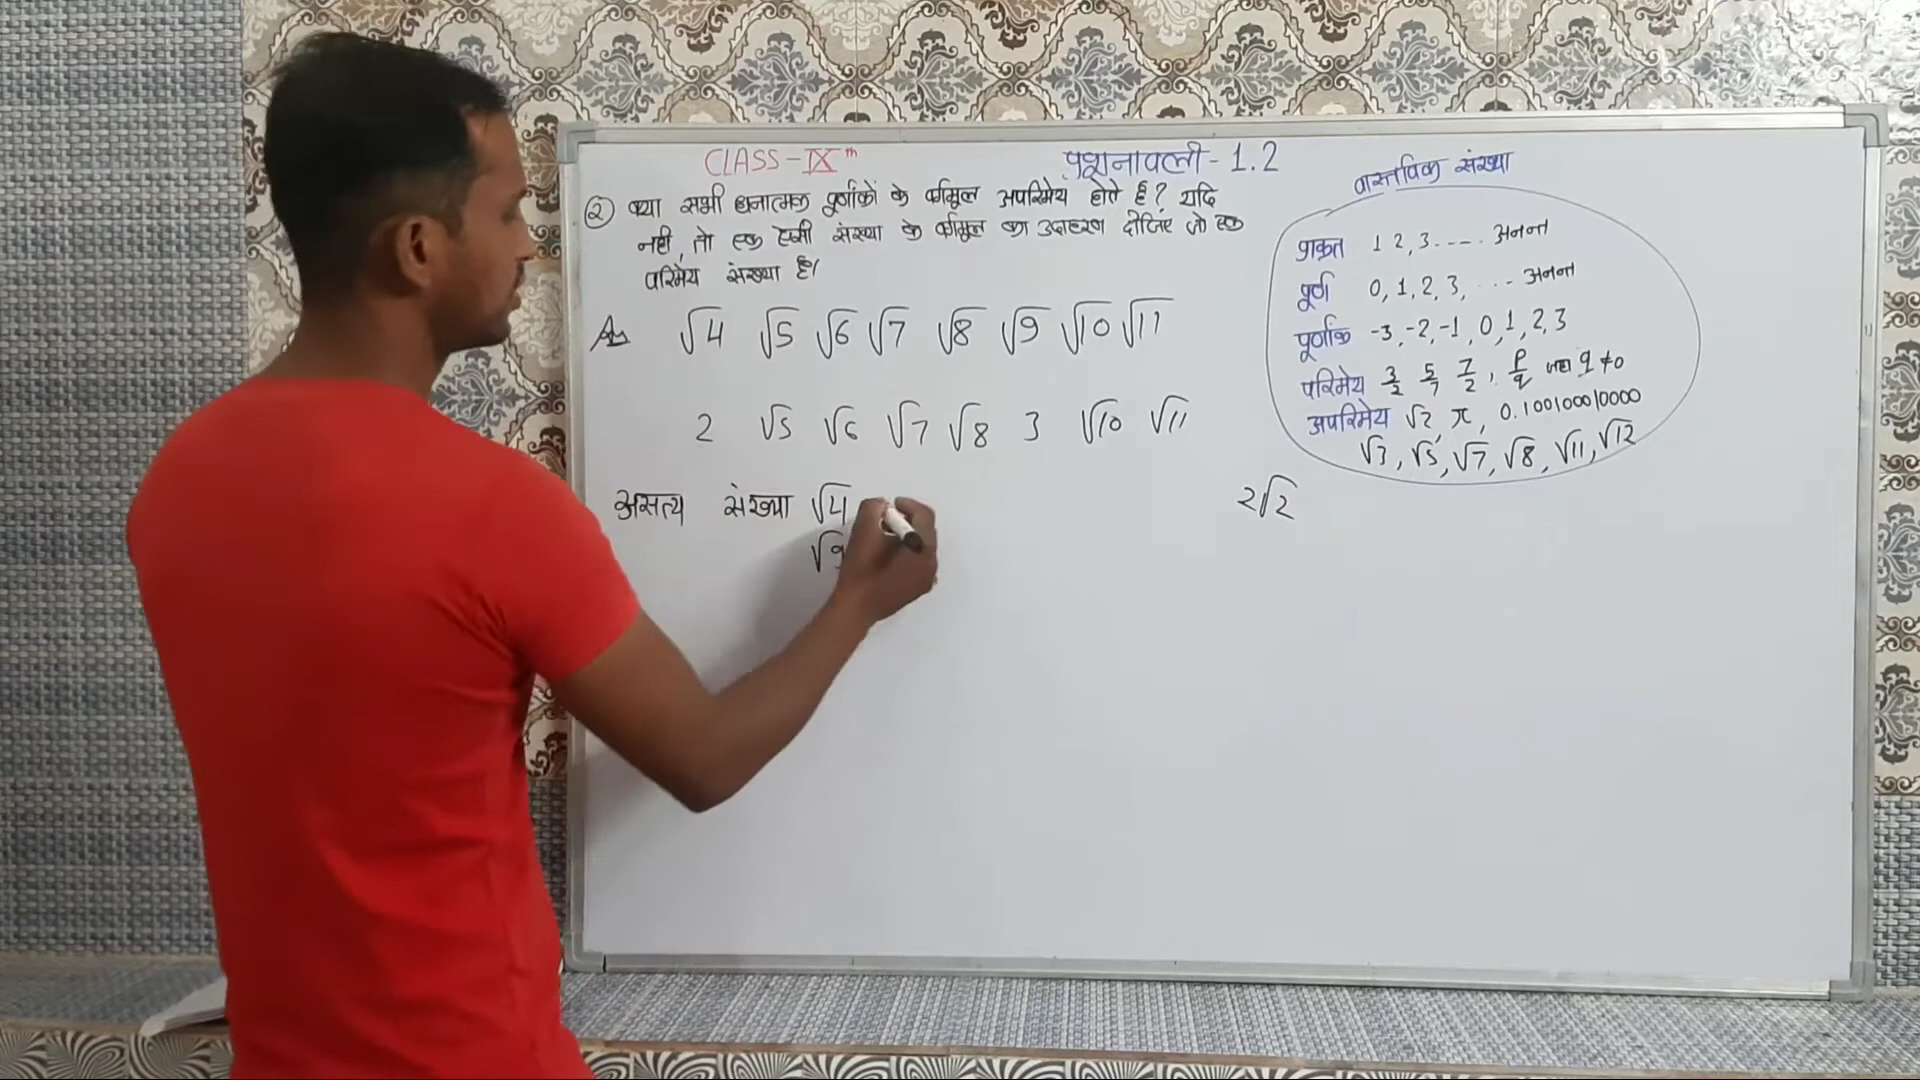 CLASS-IXth
प्रशनावली-1.2
② क्या सभी धनात्मक पूर्णांकों के वर्गमूल अपरिमेय होते है? यदि
नही, तो एक ऐसी संख्या के वर्गमूल का उदाहरण दीजिए जो एक
परिमेय संख्या है।
Ans √4 √5 √6 √7 √8 √9 √10 √11
2 √5 √6 √7 √8 3 √10 √11
असत्य संख्या √4
√9
2√2
वास्तविक संख्या
प्राकृत 1 2, 3..... अनन्त
पूर्ण 0, 1, 2, 3, ... अनन्त
पूर्णांक -3, -2, -1, 0, 1, 2, 3
परिमेय 3/2 5/7 7/2, p/q जहा q ≠0
अपरिमेय √2 π, 0.100100010000
√3, √5, √7, √8, √11, √12